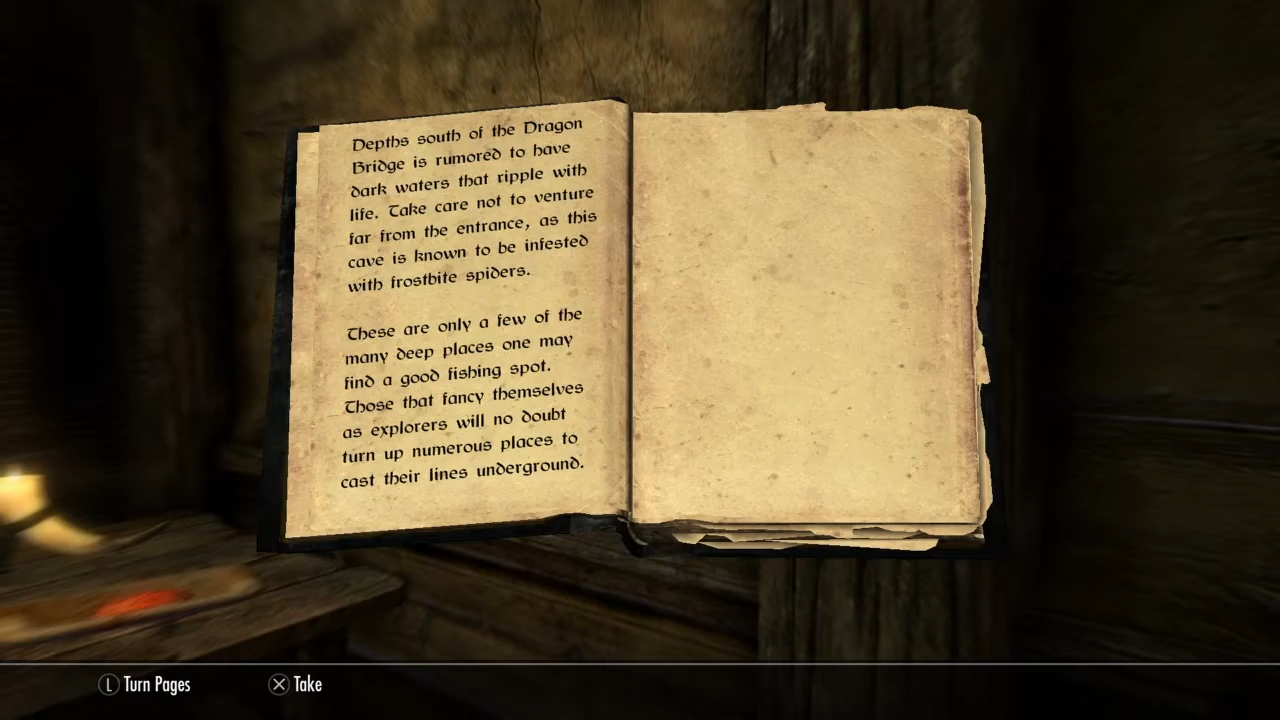 Depths south of the Dragon
Bridge is rumored to have
dark waters that ripple with
life. Take care not to venture
far from the entrance, as this
cave is known to be infested
with frostbite spiders.
These are only a few of the
many deep places one may
find a good fishing spot.
Those that fancy themselves
as explorers will no doubt
turn up numerous places to
cast their lines underground.
L Turn Pages
X Take